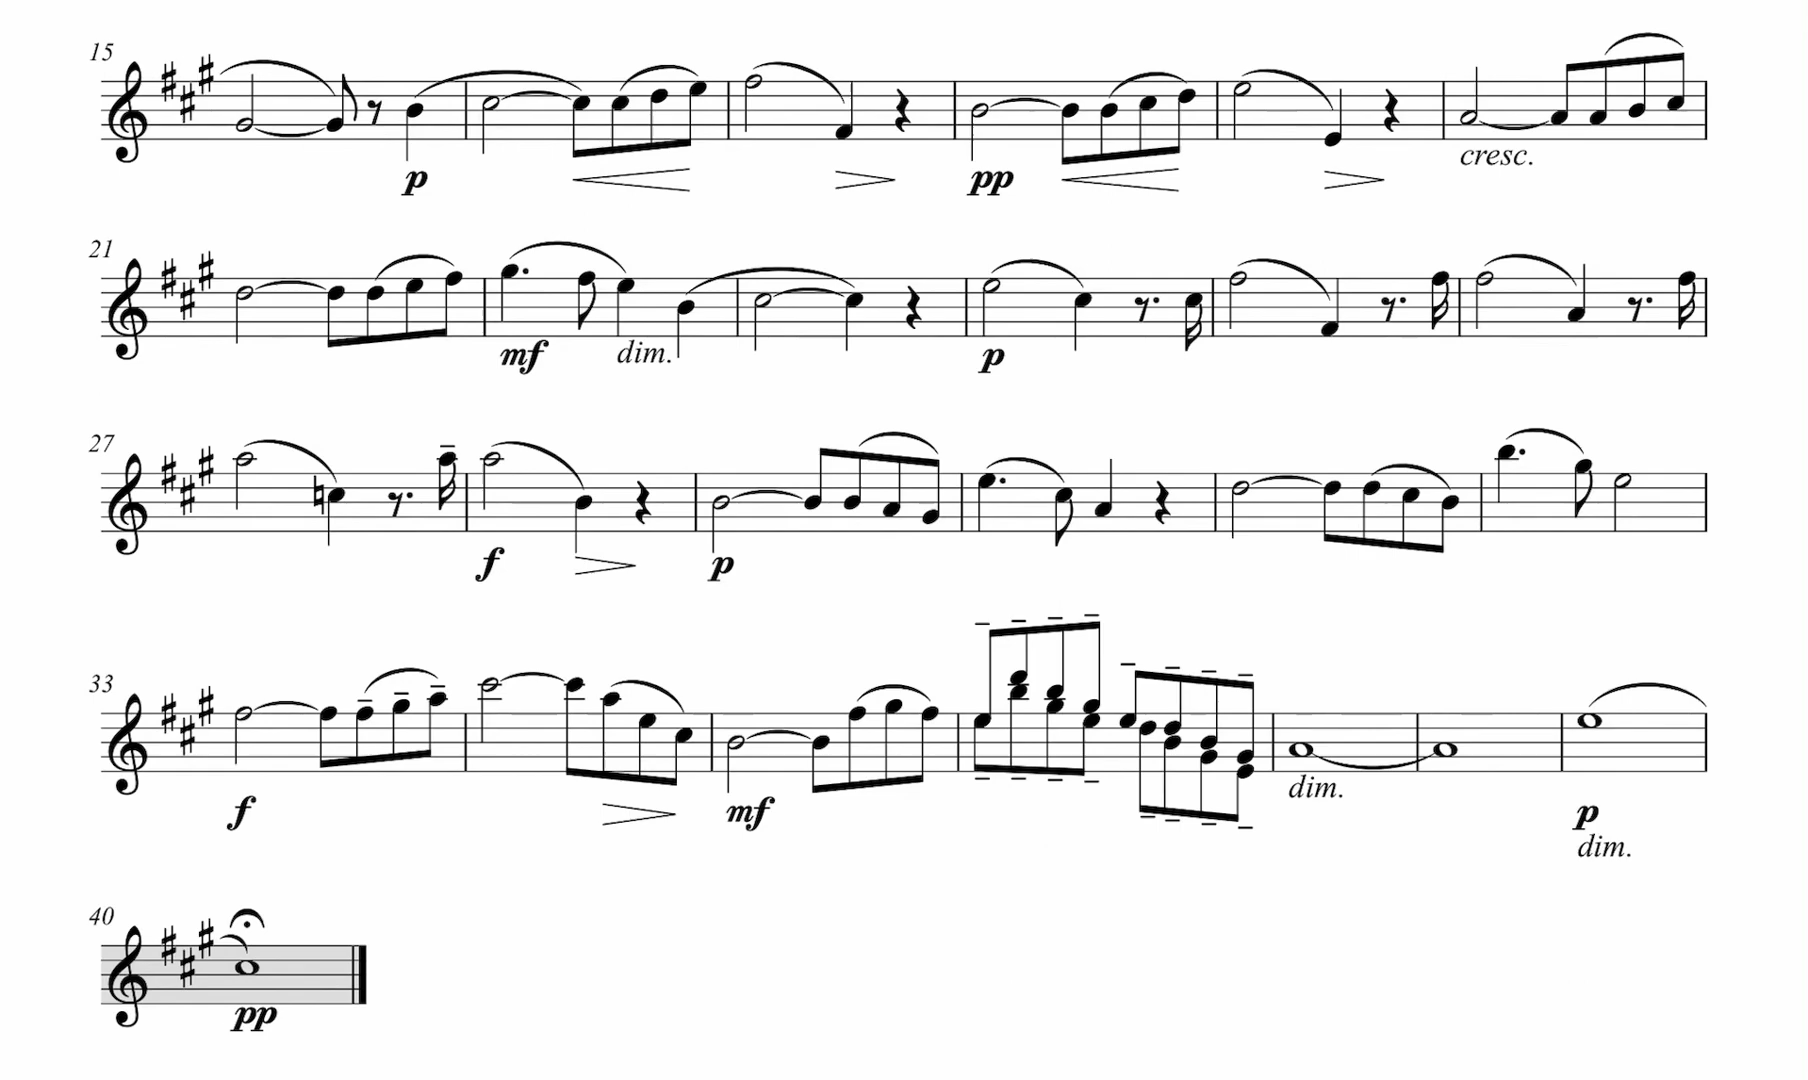 15
p pp cresc.
21
mf dim. p
27
f p
33
f mf dim. p
dim.
40
pp